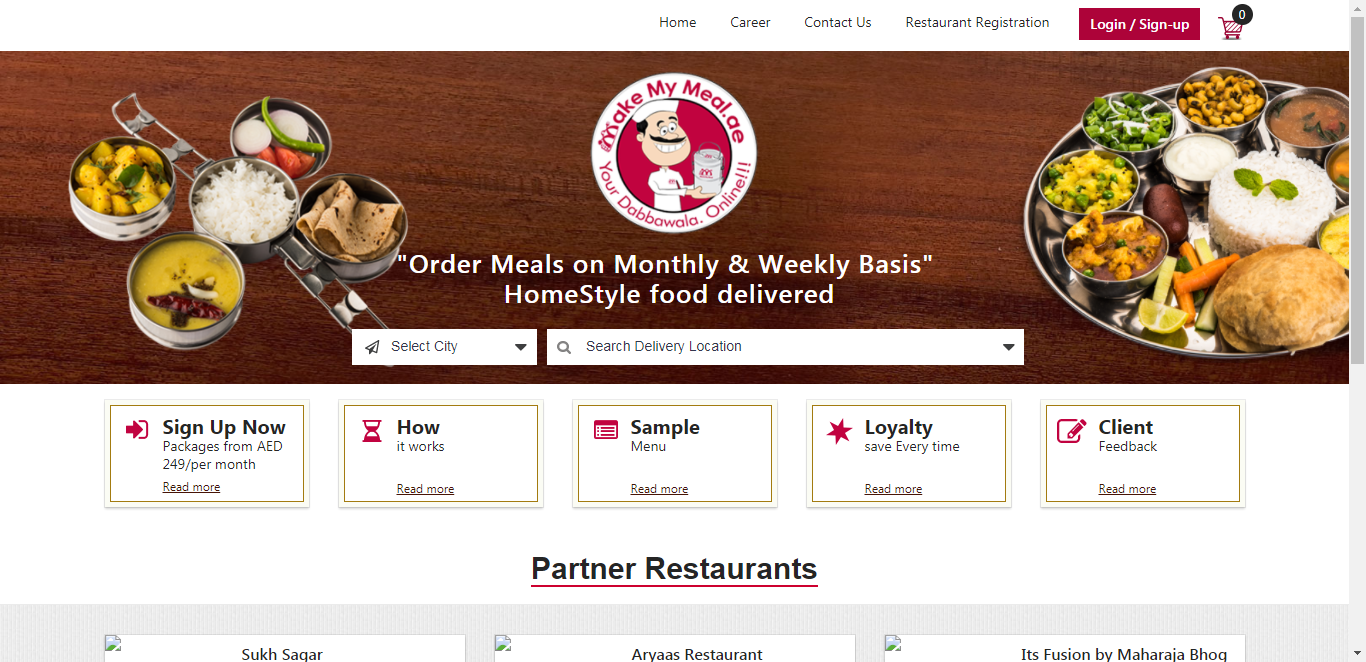 Home Career Contact Us Restaurant Registration Login / Sign-up 0
Make My Meal.ae
Your Dabbawala. Online!!!
"Order Meals on Monthly & Weekly Basis"
HomeStyle food delivered
Select City Search Delivery Location
Sign Up Now
Packages from AED
249/per month
Read more
How
it works
Read more
Sample
Menu
Read more
Loyalty
save Every time
Read more
Client
Feedback
Read more
Partner Restaurants
Sukh Sagar Aryaas Restaurant Its Fusion by Maharaja Bhog